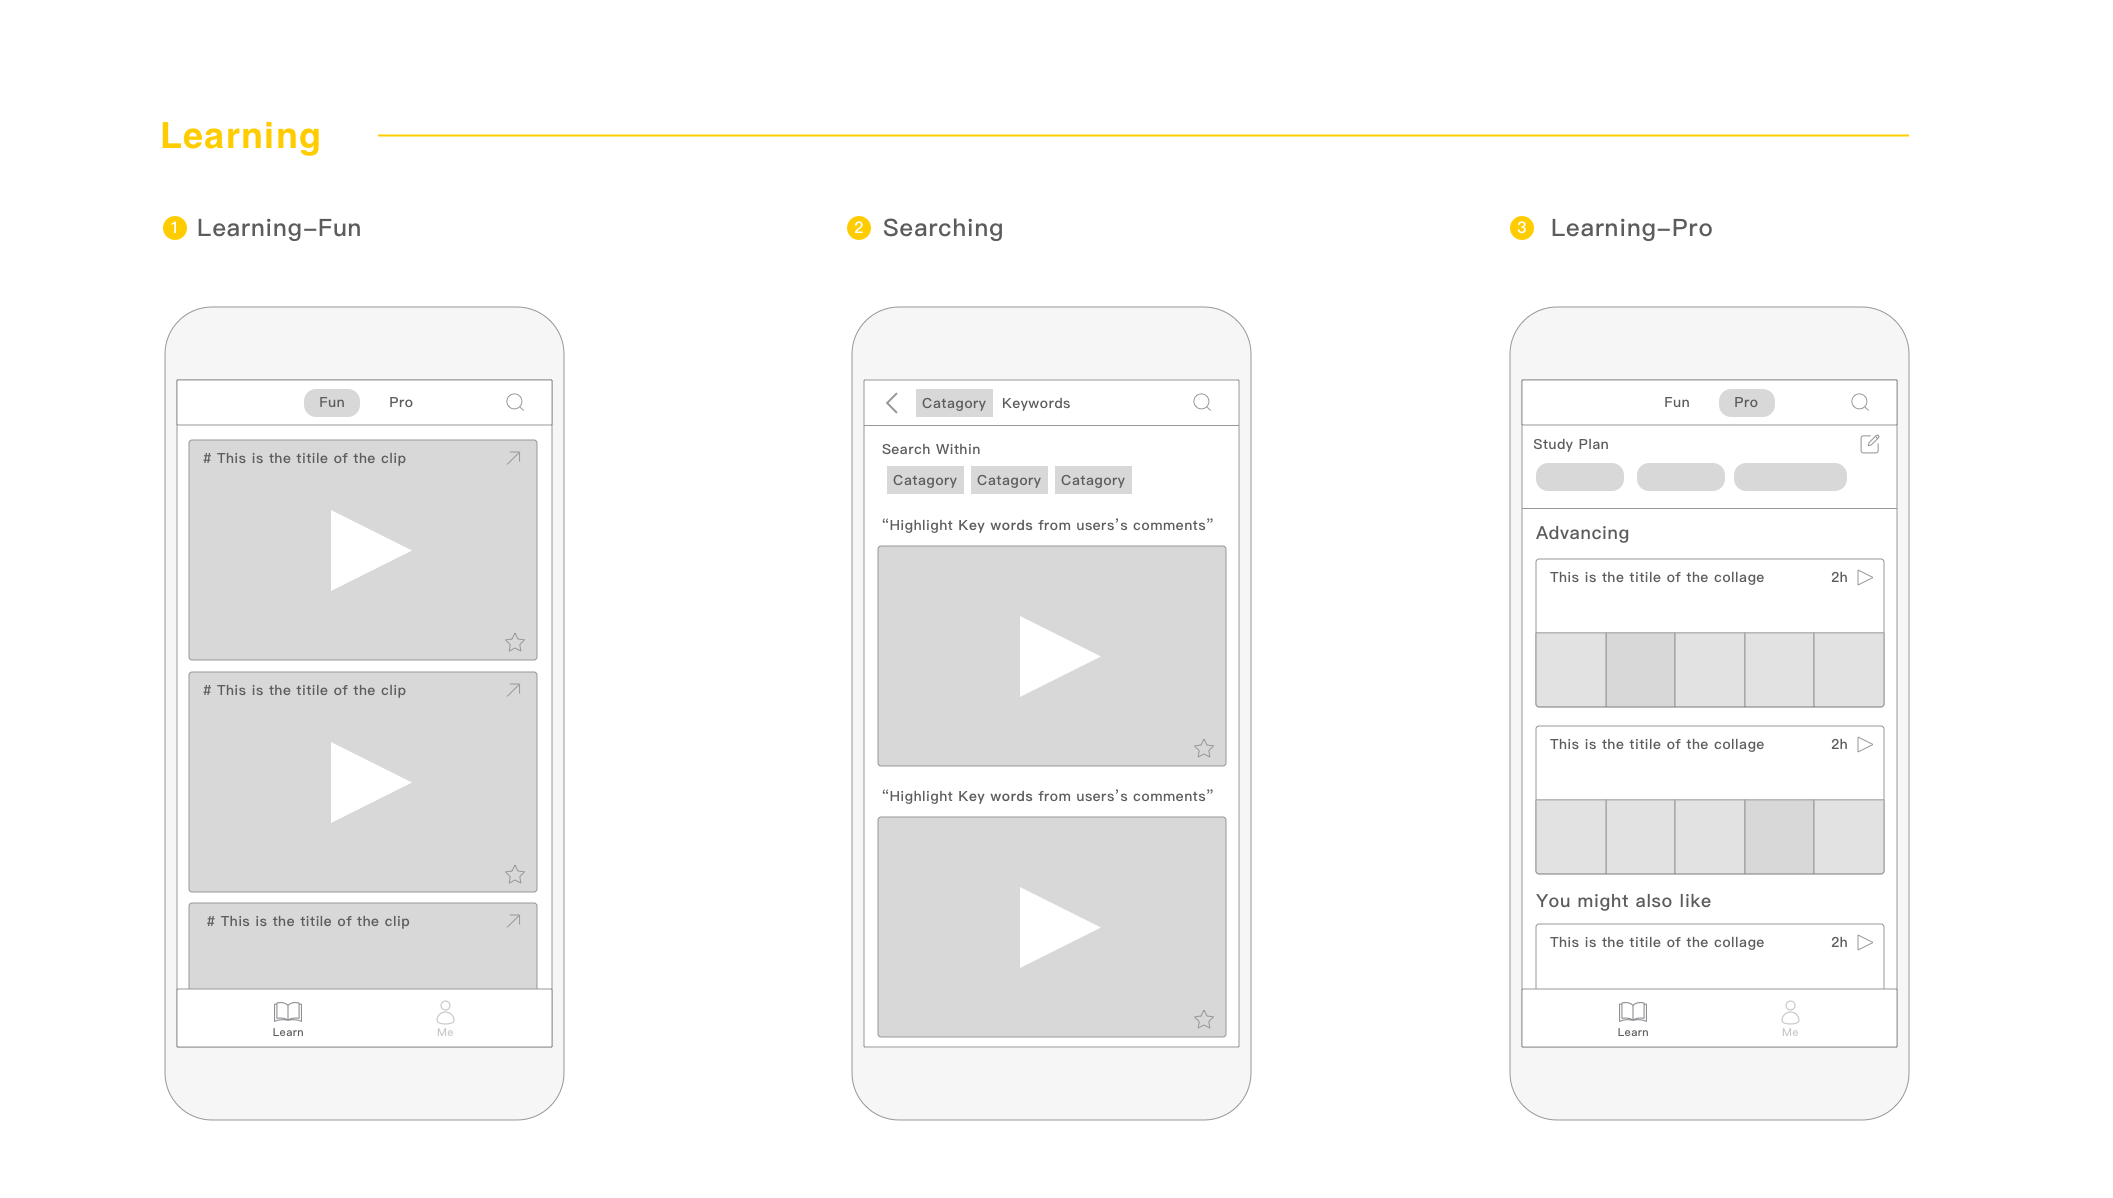 Learning
1 Learning–Fun
Fun Pro
# This is the titile of the clip
# This is the titile of the clip
# This is the titile of the clip
Learn Me
2 Searching
Catagory Keywords
Search Within
Catagory Catagory Catagory
“Highlight Key words from users’s comments”
“Highlight Key words from users’s comments”
3 Learning–Pro
Fun Pro
Study Plan
Advancing
This is the titile of the collage 2h
This is the titile of the collage 2h
You might also like
This is the titile of the collage 2h
Learn Me